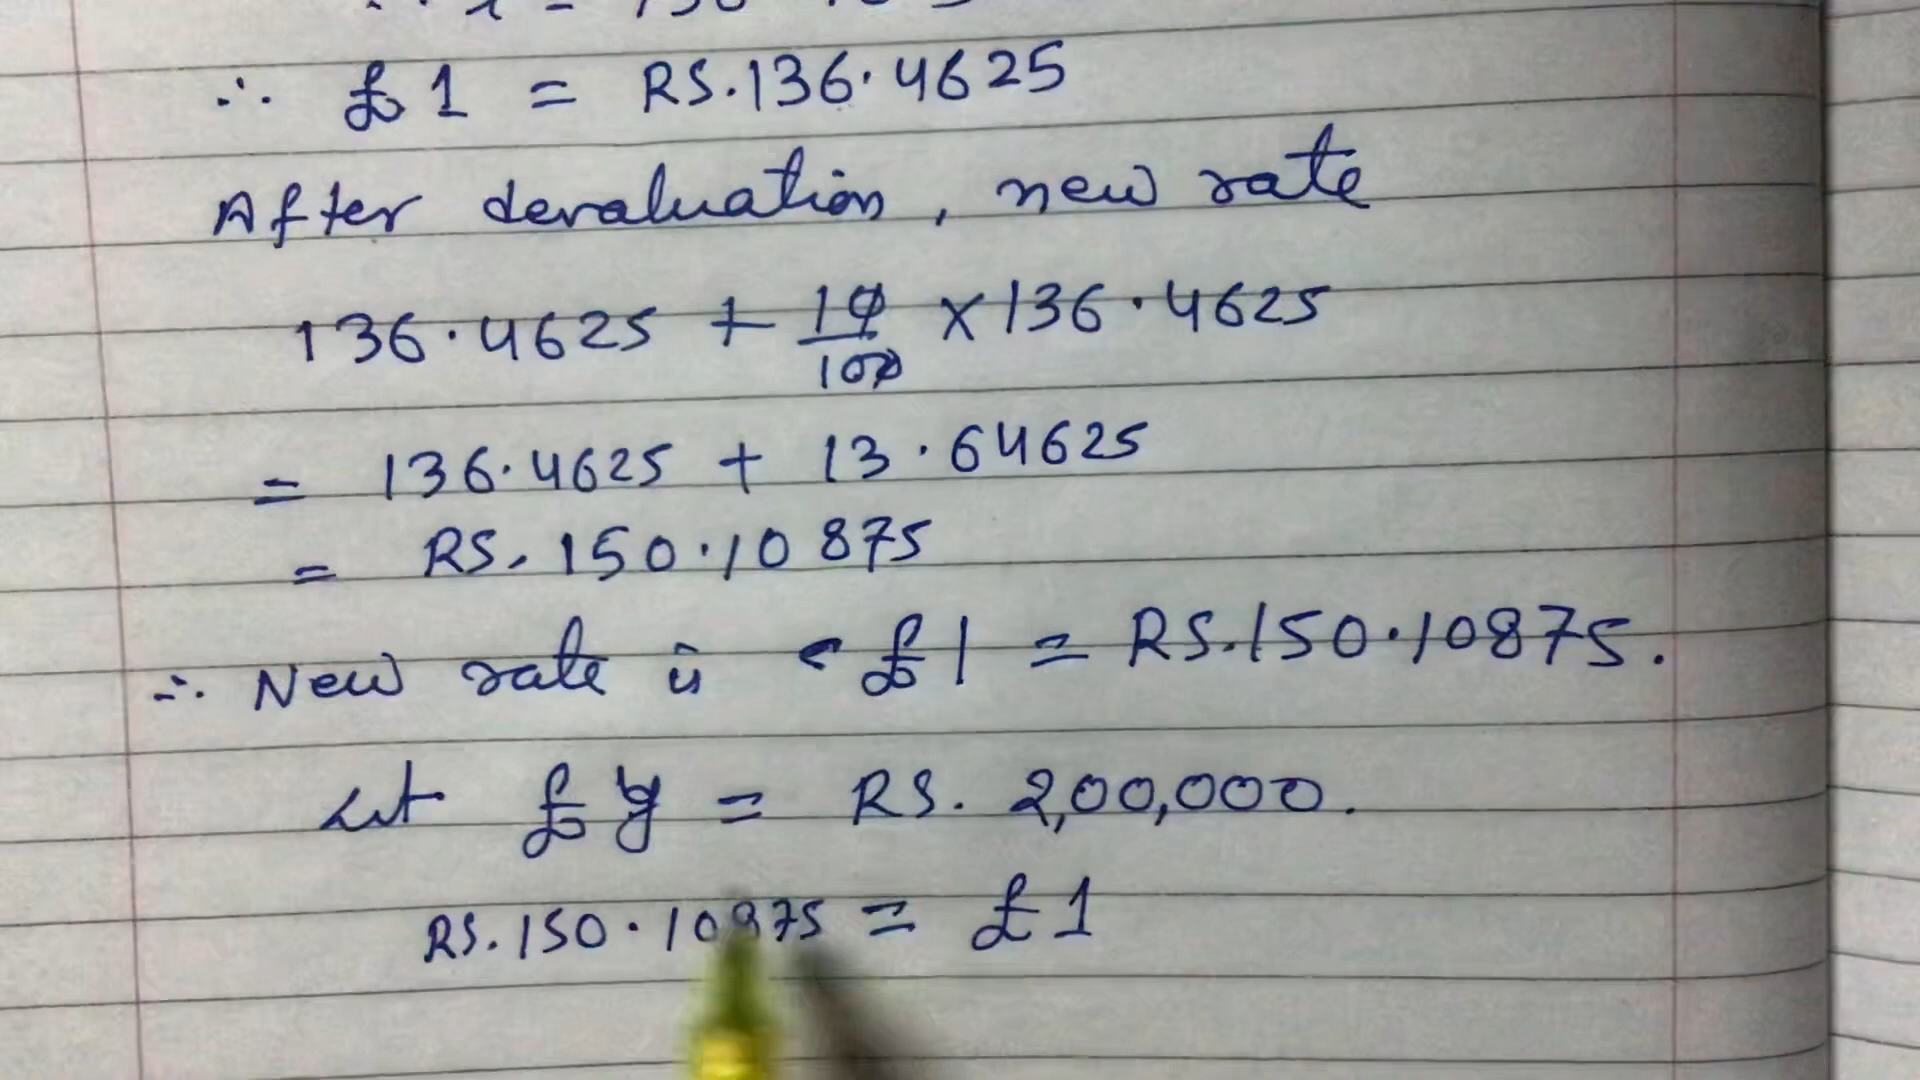 ∴ £1 = RS.136.4625
After devaluation, new rate
136.4625 + 10/100 × 136.4625
= 136.4625 + 13.64625
= RS. 150.10875
∴ New rate is £1 = RS.150.10875.
Let £ y = RS. 2,00,000.
RS.150.10875 = £1